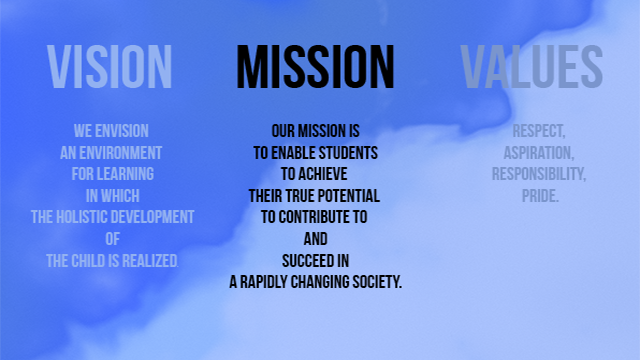 VISION
WE ENVISION
AN ENVIRONMENT
FOR LEARNING
IN WHICH
THE HOLISTIC DEVELOPMENT
OF
THE CHILD IS REALIZED.
MISSION
OUR MISSION IS
TO ENABLE STUDENTS
TO ACHIEVE
THEIR TRUE POTENTIAL
TO CONTRIBUTE TO
AND
SUCCEED IN
A RAPIDLY CHANGING SOCIETY.
VALUES
RESPECT,
ASPIRATION,
RESPONSIBILITY,
PRIDE.